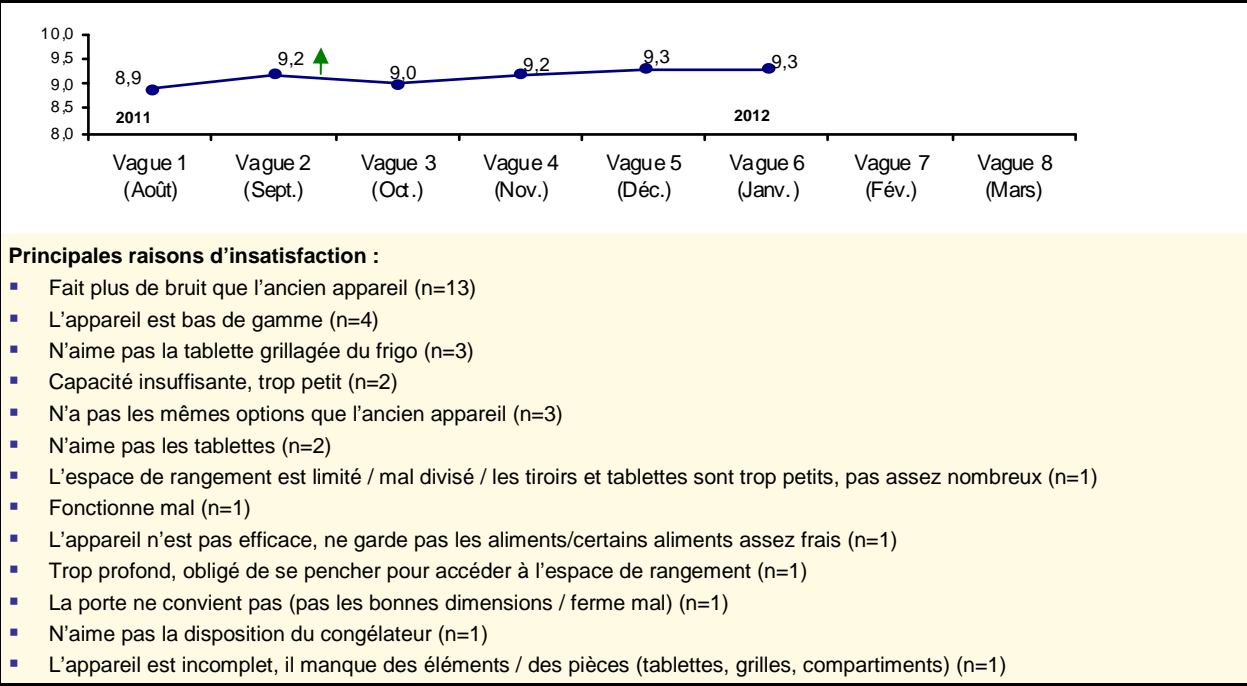 10,0
9,5
9,0
8,5
8,0
8,9
9,2
9,0
9,2
9,3
9,3
2011
2012
Vague 1 Vague 2 Vague 3 Vague 4 Vague 5 Vague 6 Vague 7 Vague 8
(Août) (Sept.) (Oct.) (Nov.) (Déc.) (Janv.) (Fév.) (Mars)
Principales raisons d’insatisfaction :
▪ Fait plus de bruit que l’ancien appareil (n=13)
▪ L’appareil est bas de gamme (n=4)
▪ N’aime pas la tablette grillagée du frigo (n=3)
▪ Capacité insuffisante, trop petit (n=2)
▪ N’a pas les mêmes options que l’ancien appareil (n=3)
▪ N’aime pas les tablettes (n=2)
▪ L’espace de rangement est limité / mal divisé / les tiroirs et tablettes sont trop petits, pas assez nombreux (n=1)
▪ Fonctionne mal (n=1)
▪ L’appareil n’est pas efficace, ne garde pas les aliments/certains aliments assez frais (n=1)
▪ Trop profond, obligé de se pencher pour accéder à l’espace de rangement (n=1)
▪ La porte ne convient pas (pas les bonnes dimensions / ferme mal) (n=1)
▪ N’aime pas la disposition du congélateur (n=1)
▪ L’appareil est incomplet, il manque des éléments / des pièces (tablettes, grilles, compartiments) (n=1)